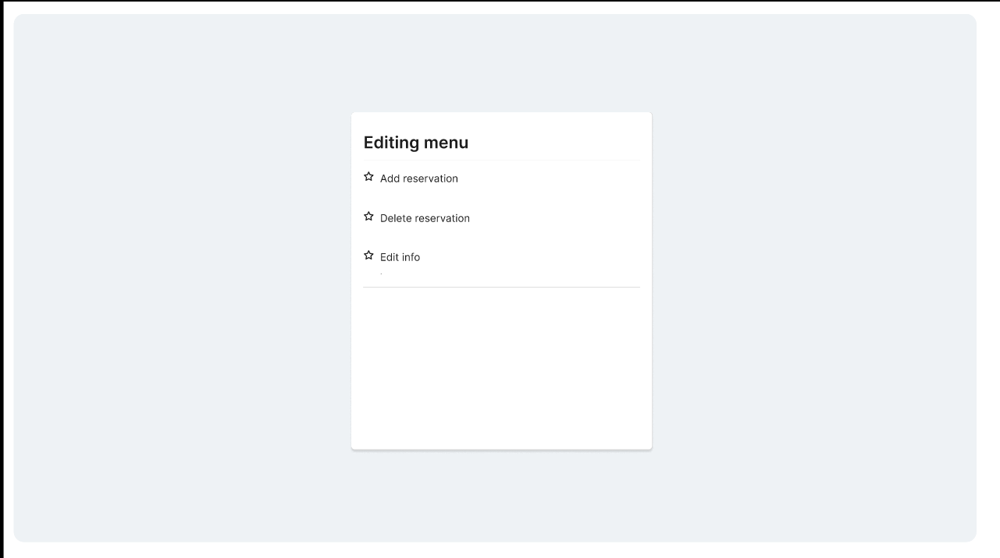 Editing menu
Add reservation
Delete reservation
Edit info
.